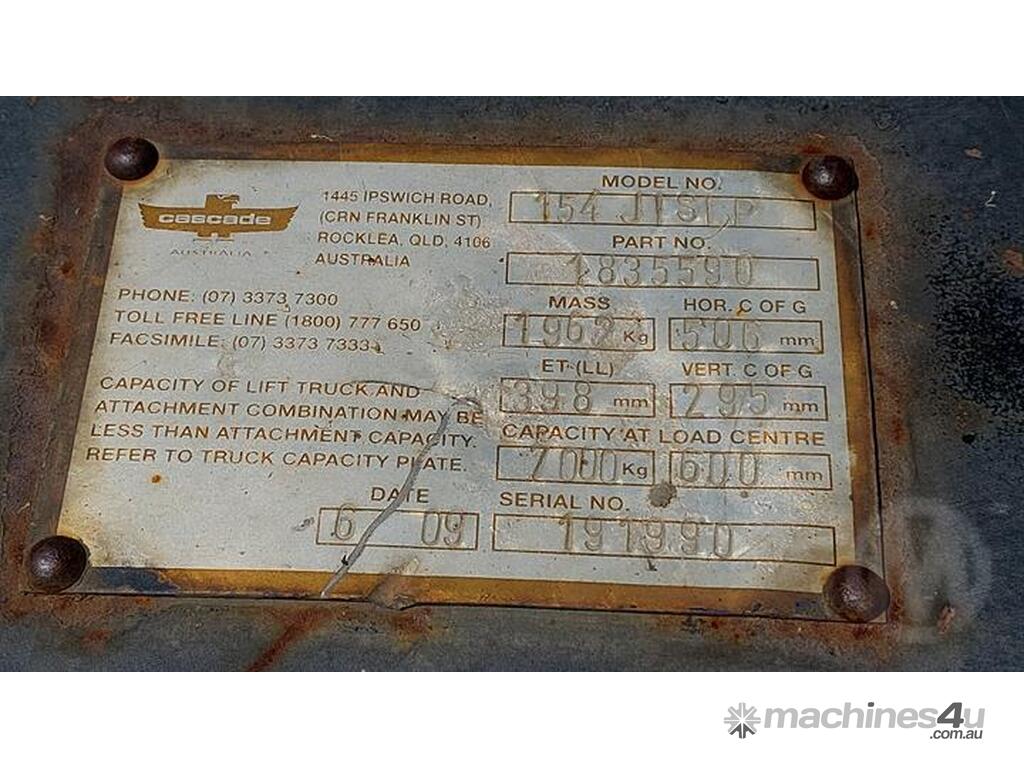 cascade
AUSTRALIA
1445 IPSWICH ROAD,
(CRN FRANKLIN ST)
ROCKLEA, QLD, 4106
AUSTRALIA
PHONE: (07) 3373 7300
TOLL FREE LINE (1800) 777 650
FACSIMILE: (07) 3373 7333
CAPACITY OF LIFT TRUCK AND
ATTACHMENT COMBINATION MAY BE
LESS THAN ATTACHMENT CAPACITY.
REFER TO TRUCK CAPACITY PLATE.
DATE
6 09
MODEL NO.
154
PART NO.
1835590
MASS HOR. C OF G
1962 Kg 506 mm
ET (LL) VERT. C OF G
398 mm 295 mm
CAPACITY AT LOAD CENTRE
7000 Kg 600 mm
SERIAL NO.
191990
machines4u
.com.au